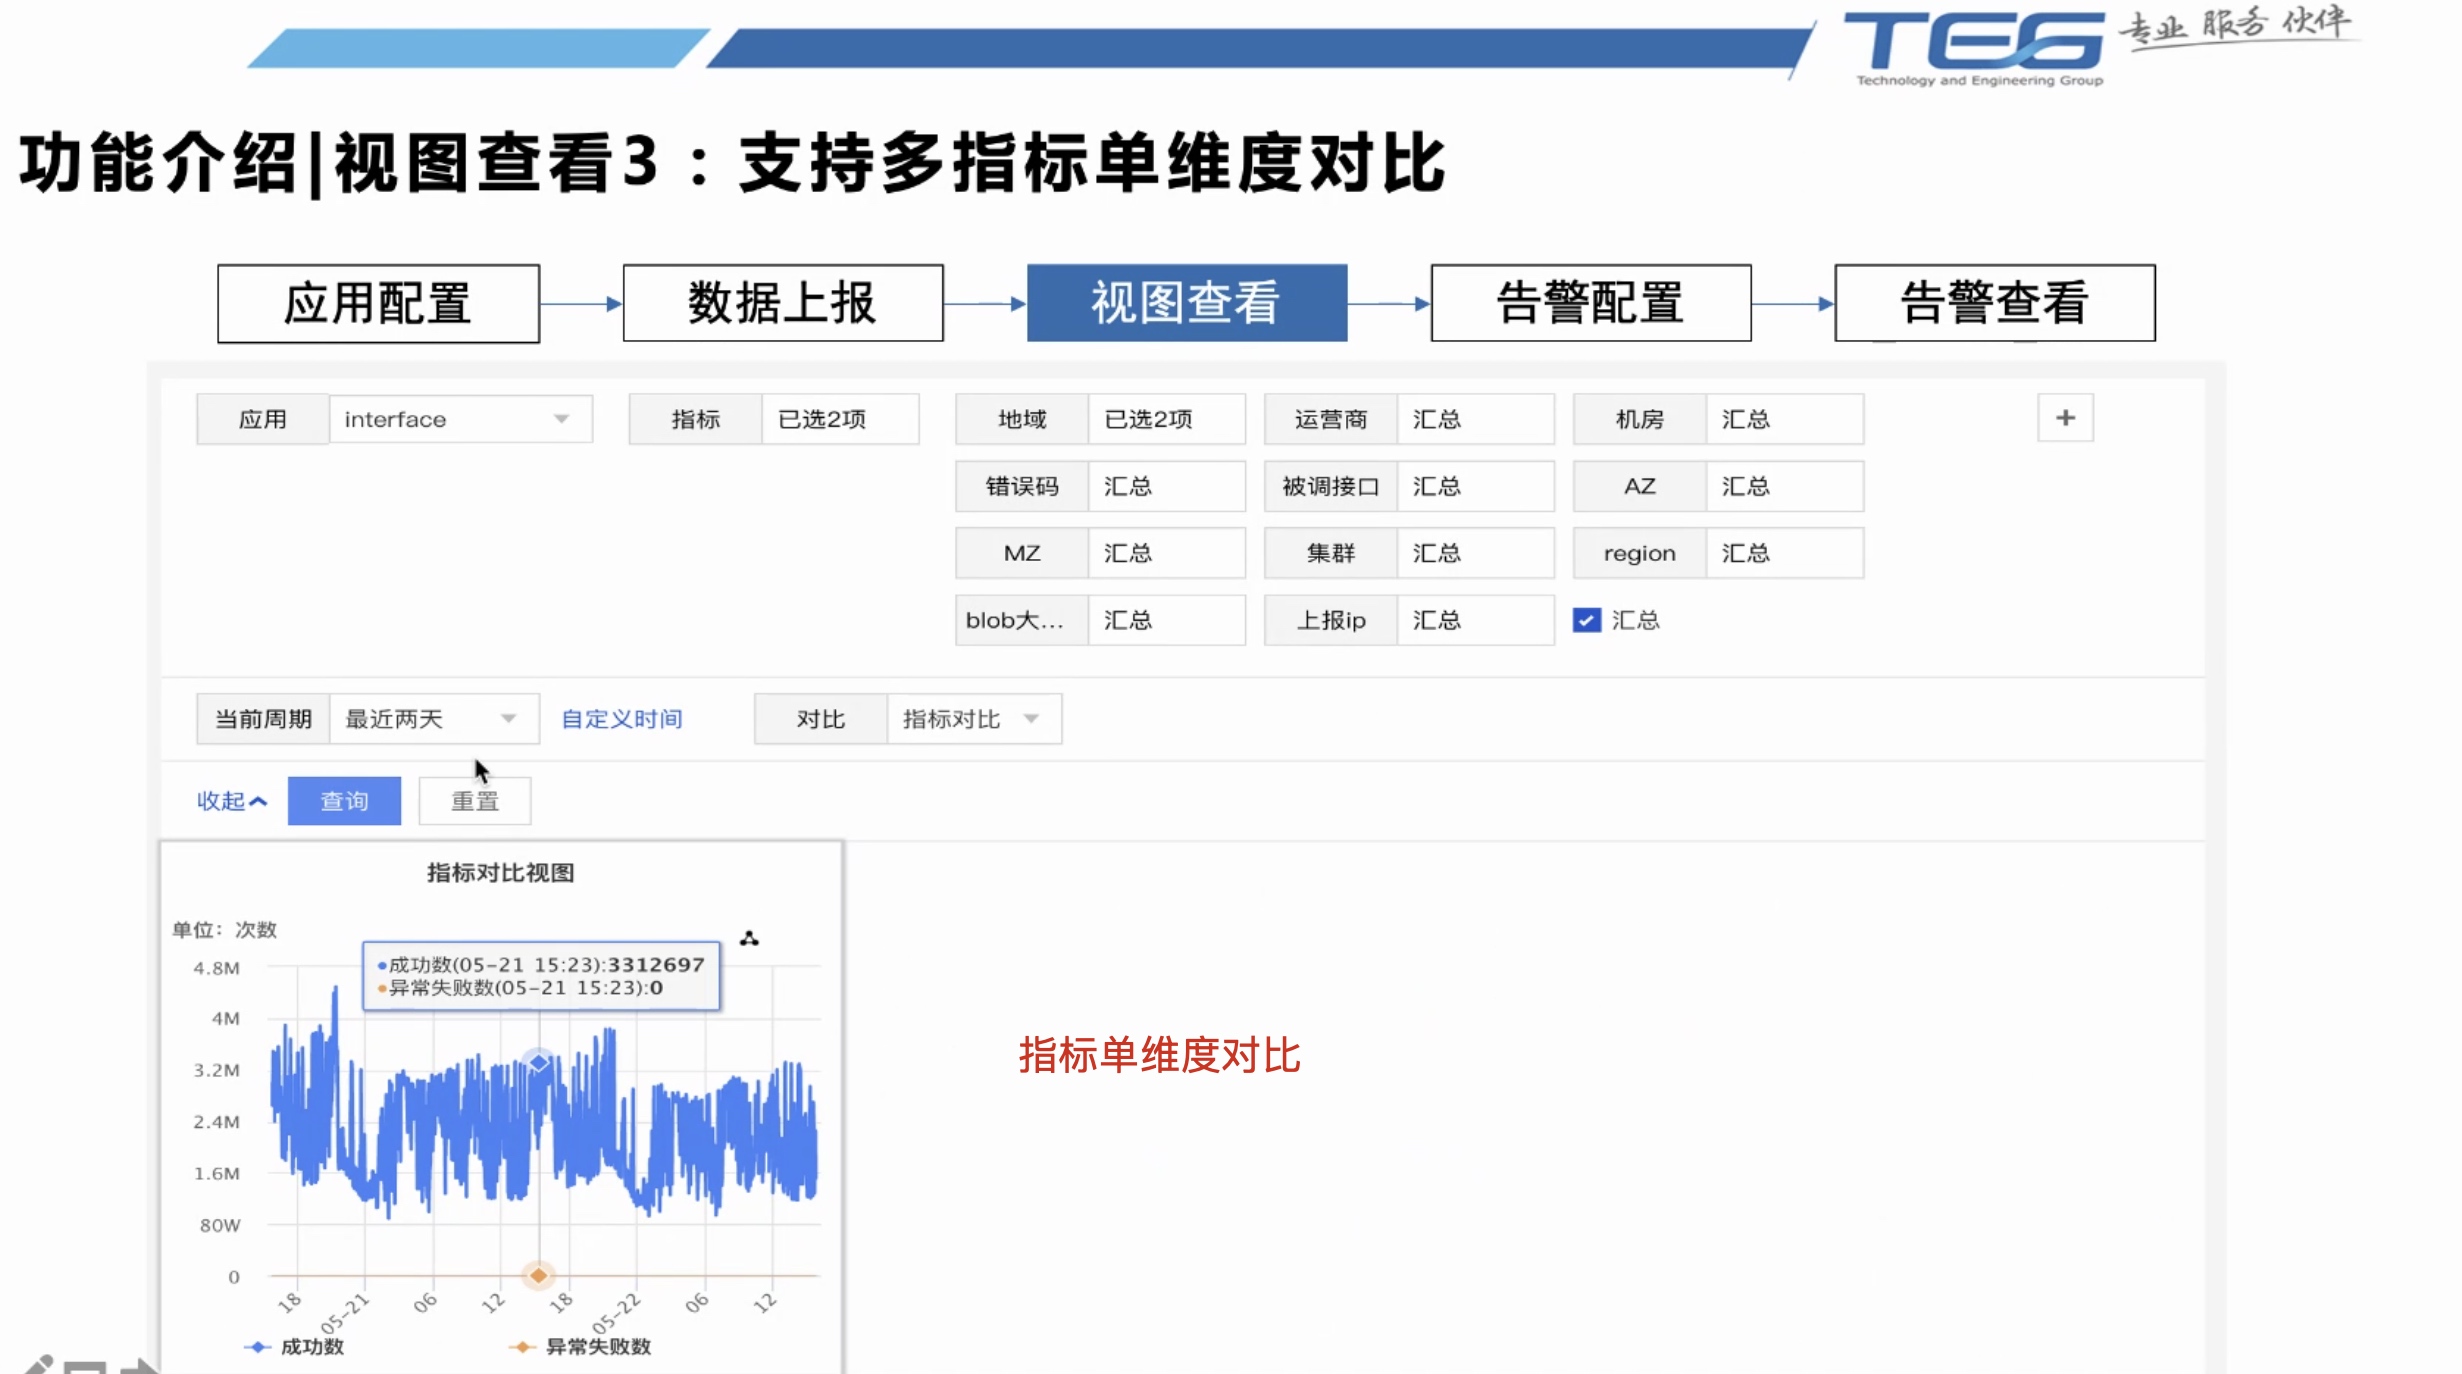 TEG 专业 服务 伙伴
Technology and Engineering Group
功能介绍|视图查看3：支持多指标单维度对比
应用配置 数据上报 视图查看 告警配置 告警查看
应用 interface 指标 已选2项 地域 已选2项 运营商 汇总 机房 汇总 +
错误码 汇总 被调接口 汇总 AZ 汇总
MZ 汇总 集群 汇总 region 汇总
blob大... 汇总 上报ip 汇总 汇总
当前周期 最近两天 自定义时间 对比 指标对比
收起 查询 重置
指标对比视图
单位：次数
成功数(05-21 15:23):3312697
异常失败数(05-21 15:23):0
4.8M
4M
3.2M
2.4M
1.6M
80W
0
18 05-21 06 12 18 05-22 06 12
成功数 异常失败数
指标单维度对比